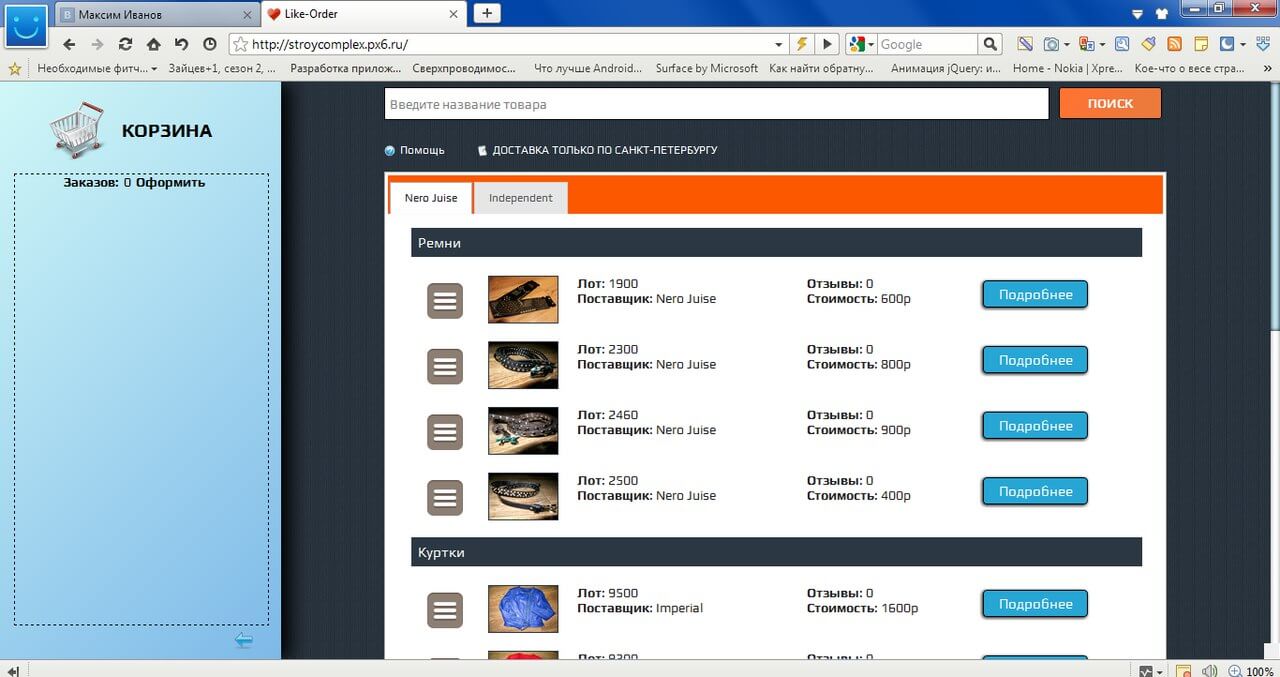 Максим Иванов
Like-Order
http://stroycomplex.px6.ru/
Google
Необходимые фитч...
Зайцев+1, сезон 2, ...
Разработка прилож...
Сверхпроводимос...
Что лучше Android...
Surface by Microsoft
Как найти обратну...
Анимация jQuery: и...
Home - Nokia | Xpre...
Кое-что о весе стра...
КОРЗИНА
Заказов: 0 Оформить
Введите название товара
ПОИСК
Помощь
ДОСТАВКА ТОЛЬКО ПО САНКТ-ПЕТЕРБУРГУ
Nero Juise
Independent
Ремни
Лот: 1900
Поставщик: Nero Juise
Отзывы: 0
Стоимость: 600р
Подробнее
Лот: 2300
Поставщик: Nero Juise
Отзывы: 0
Стоимость: 800р
Подробнее
Лот: 2460
Поставщик: Nero Juise
Отзывы: 0
Стоимость: 900р
Подробнее
Лот: 2500
Поставщик: Nero Juise
Отзывы: 0
Стоимость: 400р
Подробнее
Куртки
Лот: 9500
Поставщик: Imperial
Отзывы: 0
Стоимость: 1600р
Подробнее
Отзывы: 0
100%